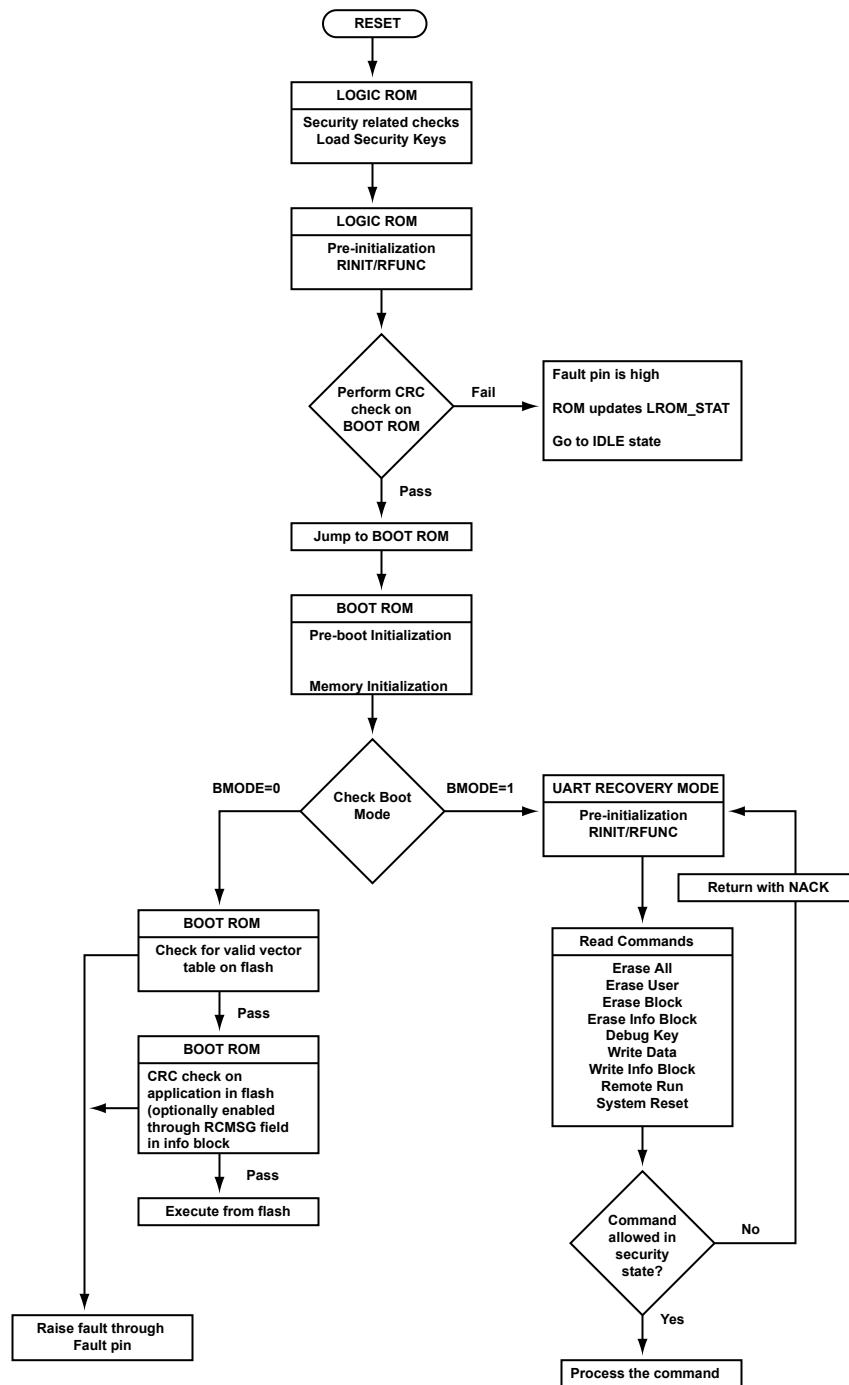 RESET
LOGIC ROM
Security related checks
Load Security Keys
LOGIC ROM
Pre-initialization
RINIT/RFUNC
Perform CRC
check on
BOOT ROM
Fail
Fault pin is high
ROM updates LROM_STAT
Go to IDLE state
Pass
Jump to BOOT ROM
BOOT ROM
Pre-boot Initialization
Memory Initialization
Check Boot
Mode
BMODE=0
BMODE=1
UART RECOVERY MODE
Pre-initialization
RINIT/RFUNC
Return with NACK
BOOT ROM
Check for valid vector
table on flash
Pass
BOOT ROM
CRC check on
application in flash
(optionally enabled
through RCMSG field
in info block
Pass
Execute from flash
Raise fault through
Fault pin
Read Commands
Erase All
Erase User
Erase Block
Erase Info Block
Debug Key
Write Data
Write Info Block
Remote Run
System Reset
Command
allowed in
security
state?
No
Yes
Process the command